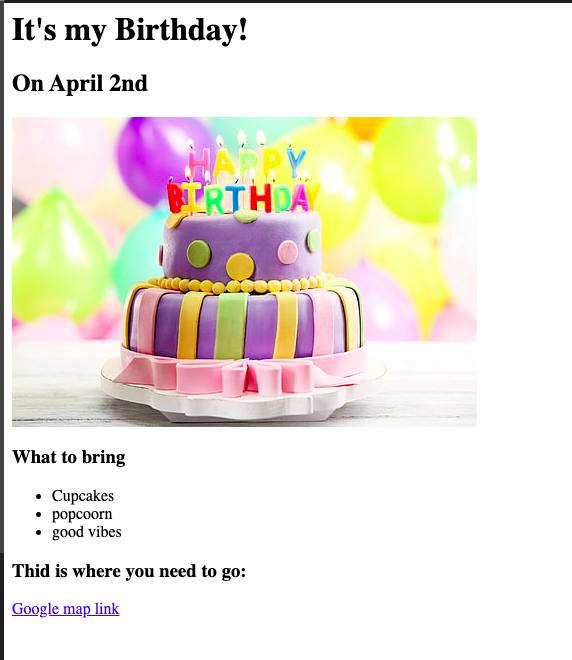 It's my Birthday!
On April 2nd
HAPPY
BIRTHDAY
What to bring
Cupcakes
popcoorn
good vibes
Thid is where you need to go:
Google map link